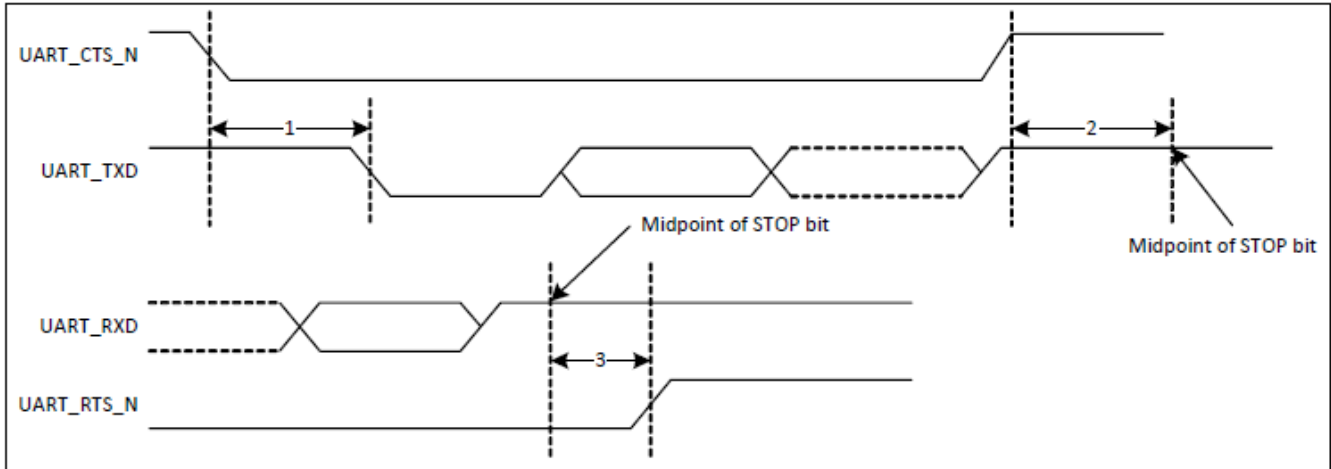 UART_CTS_N
1
2
UART_TXD
Midpoint of STOP bit
Midpoint of STOP bit
UART_RXD
3
UART_RTS_N